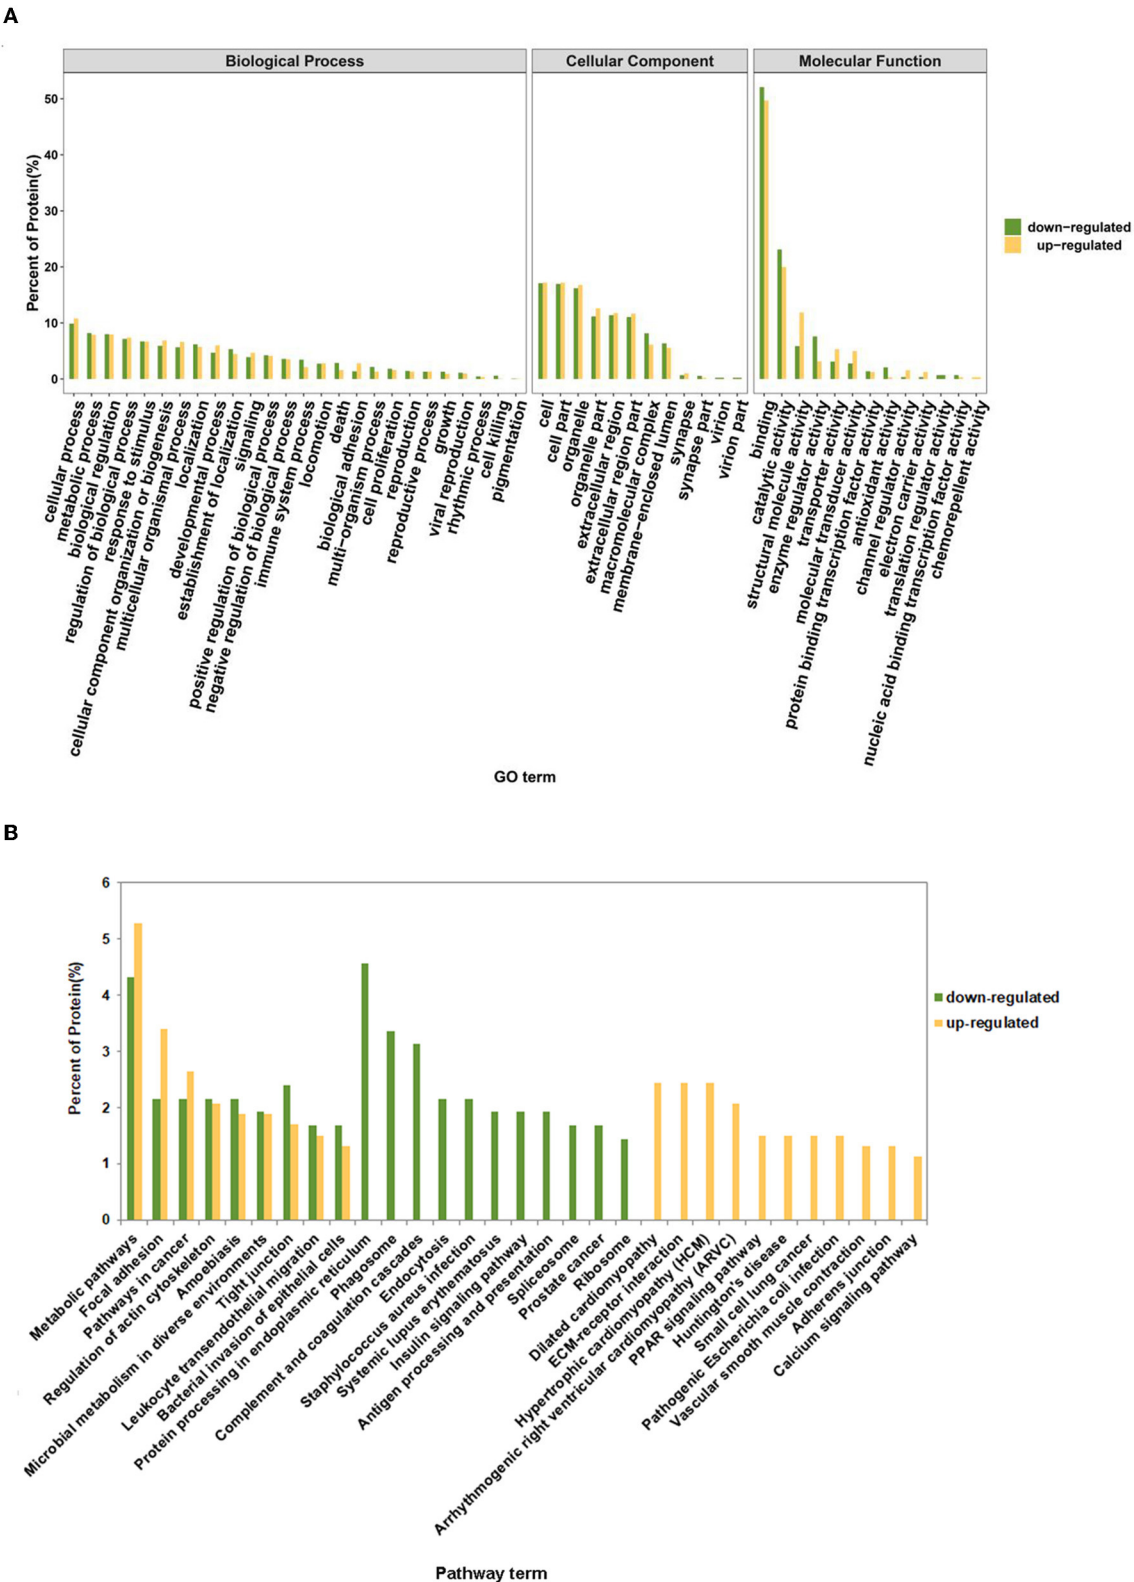 A
Biological Process
Cellular Component
Molecular Function
Percent of Protein(%)
50
40
30
20
10
0
down−regulated
up−regulated
cellular process
metabolic process
biological regulation
regulation of biological process
response to stimulus
cellular component organization or biogenesis
multicellular organismal process
localization
developmental process
establishment of localization
signaling
positive regulation of biological process
negative regulation of biological process
immune system process
locomotion
death
biological adhesion
multi−organism process
cell proliferation
reproduction
reproductive process
growth
viral reproduction
rhythmic process
cell killing
pigmentation
cell
cell part
organelle
organelle part
extracellular region
extracellular region part
macromolecular complex
membrane−enclosed lumen
synapse
synapse part
virion
virion part
binding
catalytic activity
structural molecule activity
enzyme regulator activity
transporter activity
molecular transducer activity
protein binding transcription factor activity
antioxidant activity
channel regulator activity
electron carrier activity
translation regulator activity
nucleic acid binding transcription factor activity
chemorepellent activity
GO term
B
Percent of Protein(%)
6
5
4
3
2
1
0
down-regulated
up-regulated
Metabolic pathways
Focal adhesion
Pathways in cancer
Regulation of actin cytoskeleton
Amoebiasis
Microbial metabolism in diverse environments
Tight junction
Leukocyte transendothelial migration
Bacterial invasion of epithelial cells
Protein processing in endoplasmic reticulum
Phagosome
Complement and coagulation cascades
Endocytosis
Staphylococcus aureus infection
Systemic lupus erythematosus
Insulin signaling pathway
Antigen processing and presentation
Spliceosome
Prostate cancer
Ribosome
Dilated cardiomyopathy
ECM-receptor interaction
Hypertrophic cardiomyopathy (HCM)
Arrhythmogenic right ventricular cardiomyopathy (ARVC)
PPAR signaling pathway
Huntington's disease
Small cell lung cancer
Pathogenic Escherichia coli infection
Vascular smooth muscle contraction
Adherens junction
Calcium signaling pathway
Pathway term